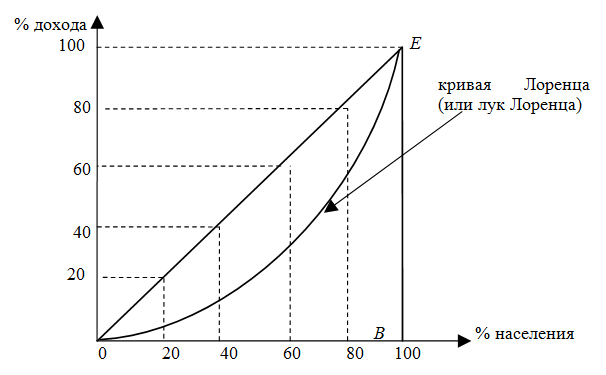 % дохода
100
E
кривая Лоренца
(или лук Лоренца)
80
60
40
20
B
% населения
0 20 40 60 80 100